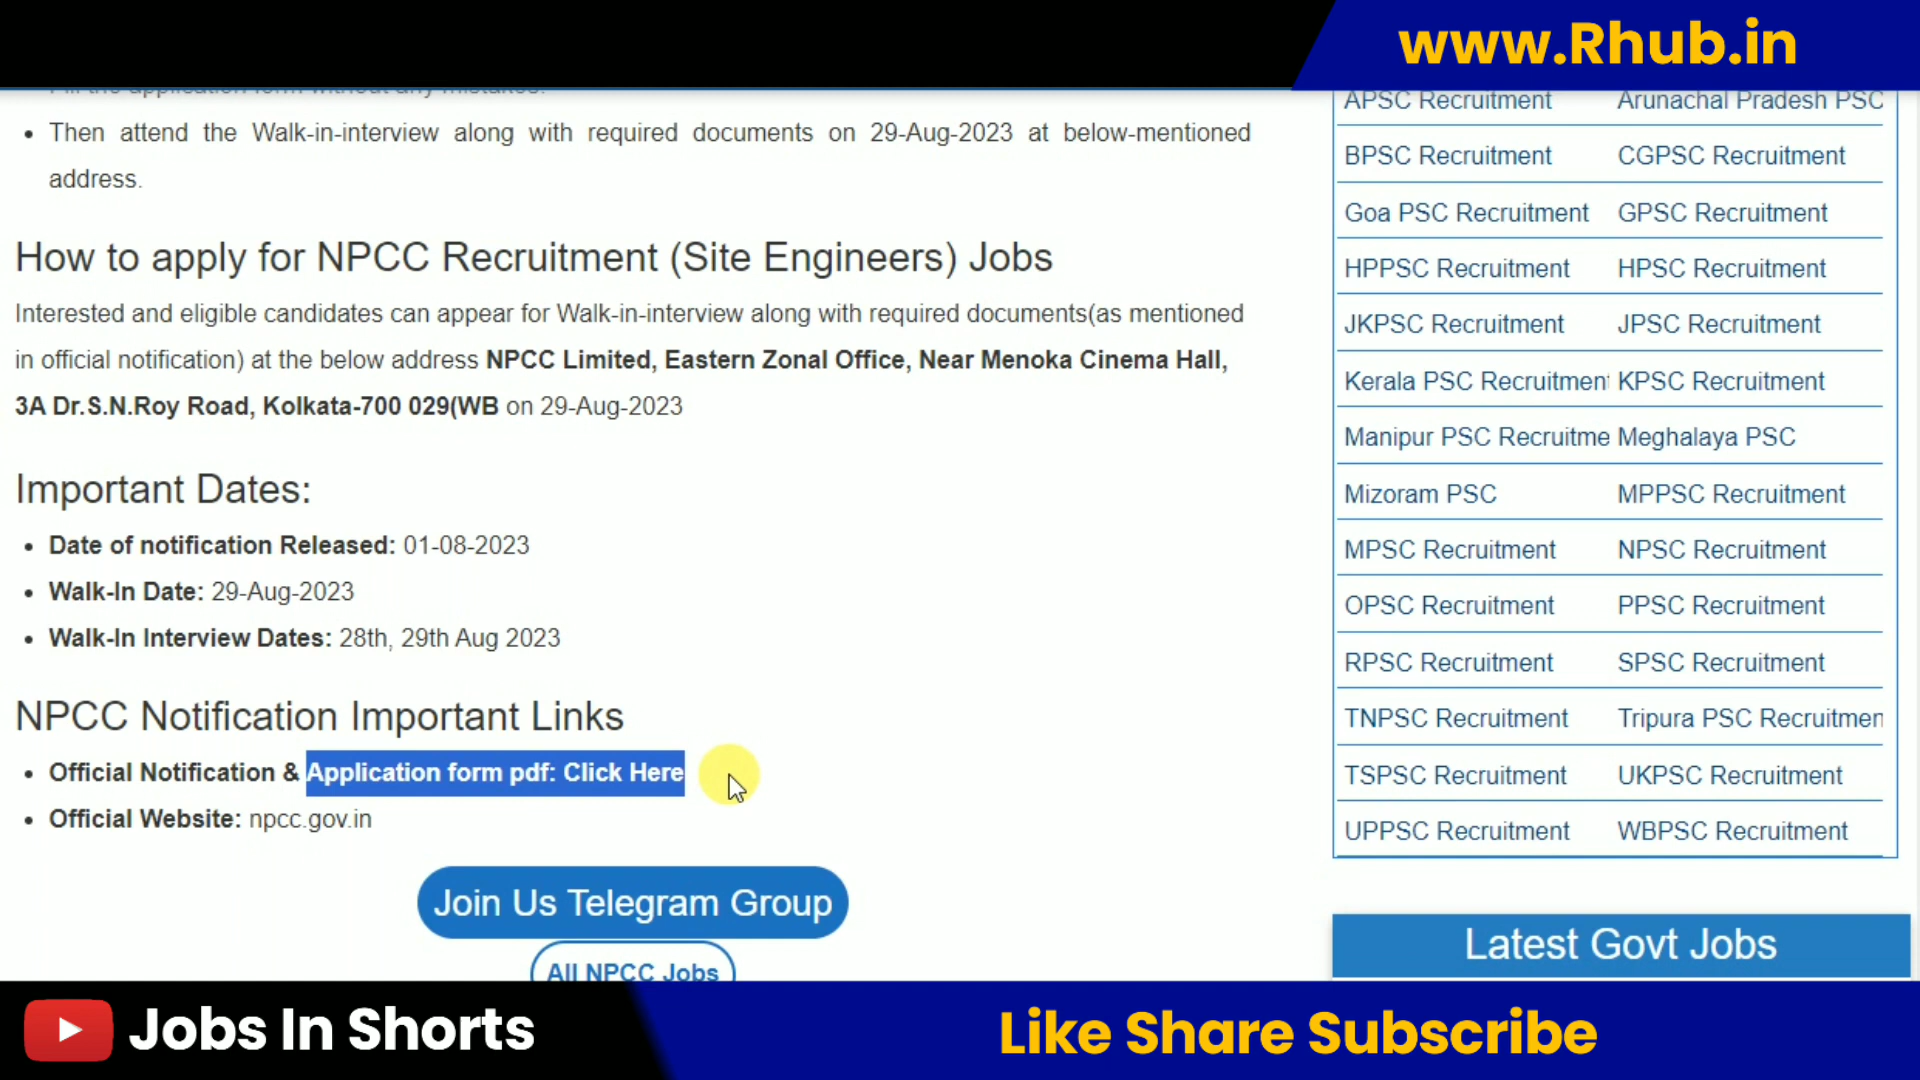 www.Rhub.in
Fill the application form without any mistakes.
Then attend the Walk-in-interview along with required documents on 29-Aug-2023 at below-mentioned
address.
How to apply for NPCC Recruitment (Site Engineers) Jobs
Interested and eligible candidates can appear for Walk-in-interview along with required documents(as mentioned
in official notification) at the below address NPCC Limited, Eastern Zonal Office, Near Menoka Cinema Hall,
3A Dr.S.N.Roy Road, Kolkata-700 029(WB on 29-Aug-2023
Important Dates:
Date of notification Released: 01-08-2023
Walk-In Date: 29-Aug-2023
Walk-In Interview Dates: 28th, 29th Aug 2023
NPCC Notification Important Links
Official Notification & Application form pdf: Click Here
Official Website: npcc.gov.in
Join Us Telegram Group
All NPCC Jobs
APSC Recruitment Arunachal Pradesh PSC
BPSC Recruitment CGPSC Recruitment
Goa PSC Recruitment GPSC Recruitment
HPPSC Recruitment HPSC Recruitment
JKPSC Recruitment JPSC Recruitment
Kerala PSC Recruitment KPSC Recruitment
Manipur PSC Recruitme Meghalaya PSC
Mizoram PSC MPPSC Recruitment
MPSC Recruitment NPSC Recruitment
OPSC Recruitment PPSC Recruitment
RPSC Recruitment SPSC Recruitment
TNPSC Recruitment Tripura PSC Recruitmen
TSPSC Recruitment UKPSC Recruitment
UPPSC Recruitment WBPSC Recruitment
Latest Govt Jobs
Jobs In Shorts
Like Share Subscribe